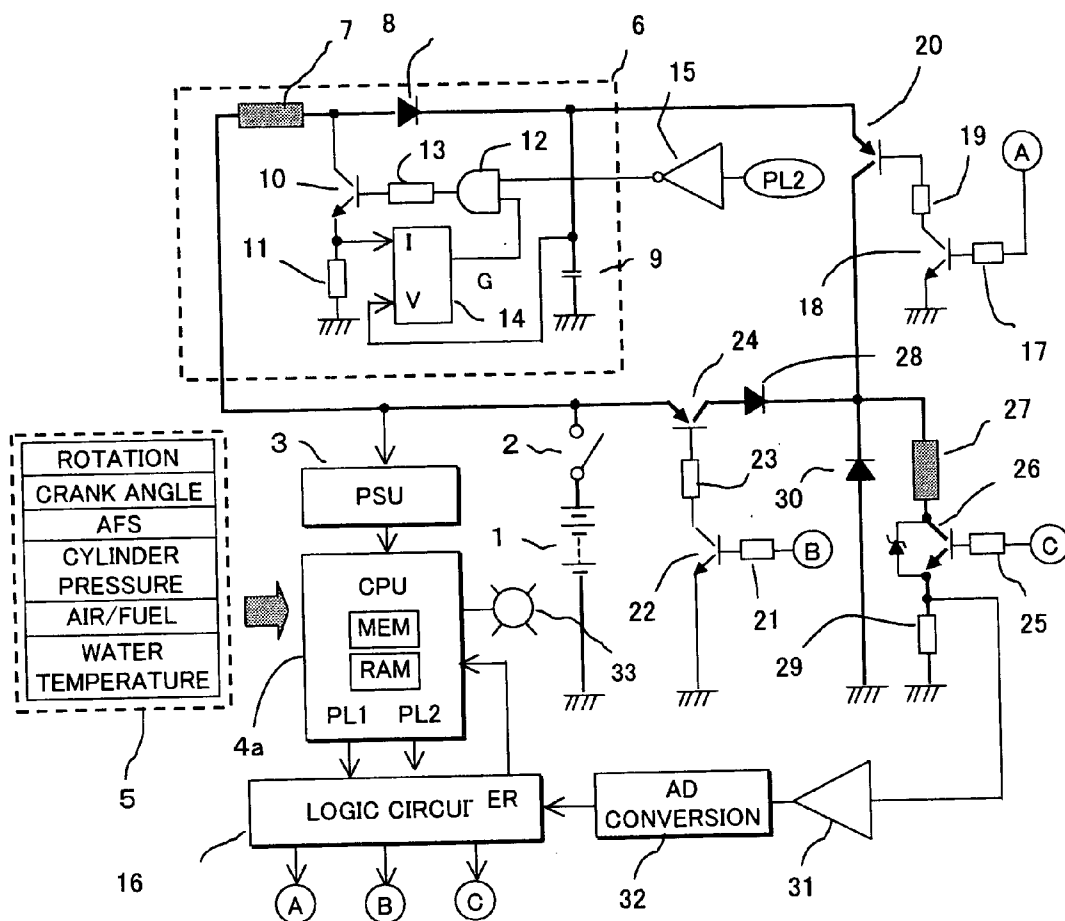 7
8
6
15
20
13
12
19
A
10
PL2
11
I
V
G
14
9
18
17
24
28
27
3
2
23
30
26
ROTATION
CRANK ANGLE
AFS
CYLINDER
PRESSURE
AIR/FUEL
WATER
TEMPERATURE
PSU
1
B
C
22
21
25
CPU
MEM
RAM
33
29
PL1 PL2
4a
5
LOGIC CIRCUI ER
AD
CONVERSION
16
32
31
A
B
C